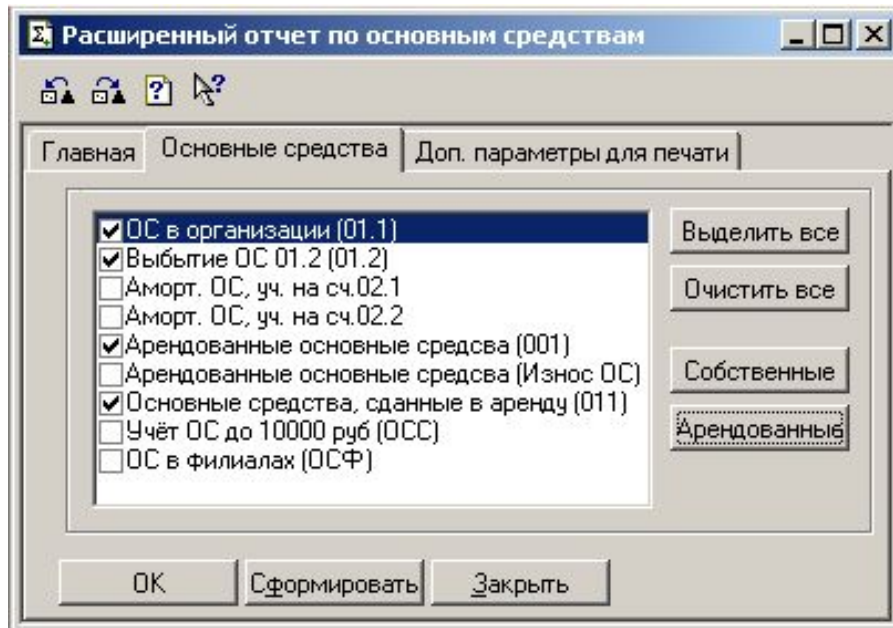 Расширенный отчет по основным средствам
Главная
Основные средства
Доп. параметры для печати
ОС в организации (01.1)
Выбытие ОС 01.2 (01.2)
Аморт. ОС, уч. на сч.02.1
Аморт. ОС, уч. на сч.02.2
Арендованные основные средсва (001)
Арендованные основные средсва (Износ ОС)
Основные средства, сданные в аренду (011)
Учёт ОС до 10000 руб (ОСС)
ОС в филиалах (ОСФ)
Выделить все
Очистить все
Собственные
Арендованные
OK
Сформировать
Закрыть